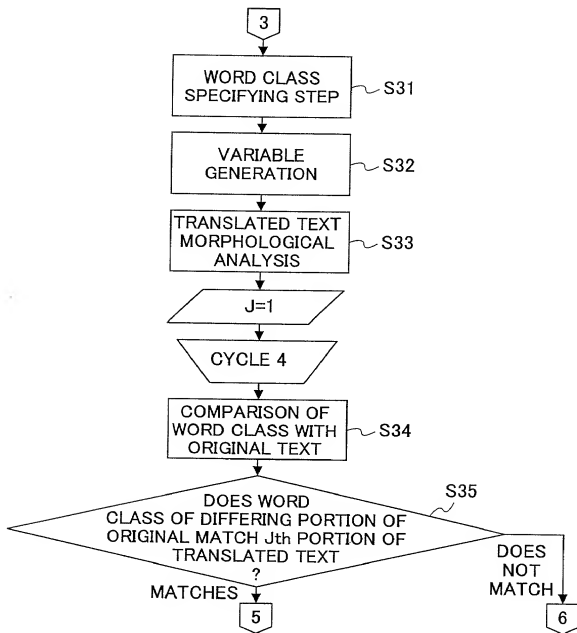 3
WORD CLASS
SPECIFYING STEP
S31
VARIABLE
GENERATION
S32
TRANSLATED TEXT
MORPHOLOGICAL
ANALYSIS
S33
J=1
CYCLE 4
COMPARISON OF
WORD CLASS WITH
ORIGINAL TEXT
S34
S35
DOES WORD
CLASS OF DIFFERING PORTION OF
ORIGINAL MATCH Jth PORTION OF
TRANSLATED TEXT
?
MATCHES
DOES
NOT
MATCH
5
6